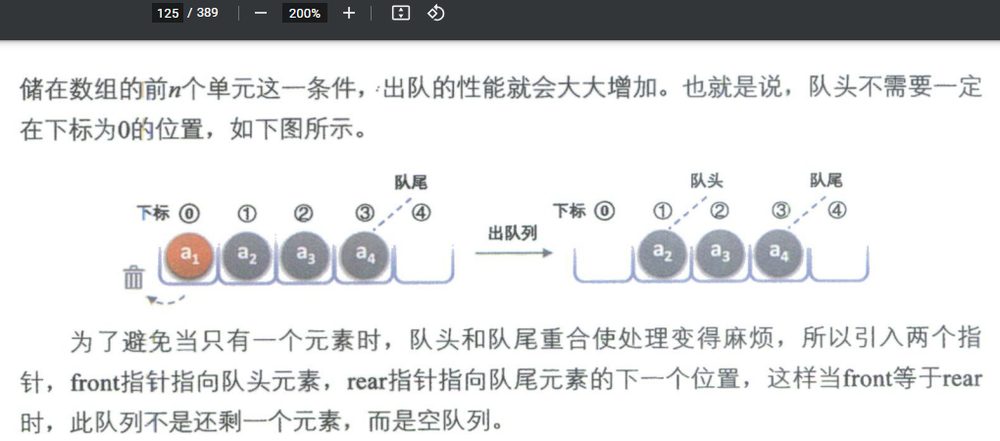 125 / 389 200%
储在数组的前n个单元这一条件，出队的性能就会大大增加。也就是说，队头不需要一定
在下标为0的位置，如下图所示。
队尾
下标 ⓪ ① ② ③ ④
a₁ a₂ a₃ a₄
出队列
队头 队尾
下标 ⓪ ① ② ③ ④
a₂ a₃ a₄
为了避免当只有一个元素时，队头和队尾重合使处理变得麻烦，所以引入两个指
针，front指针指向队头元素，rear指针指向队尾元素的下一个位置，这样当front等于rear
时，此队列不是还剩一个元素，而是空队列。